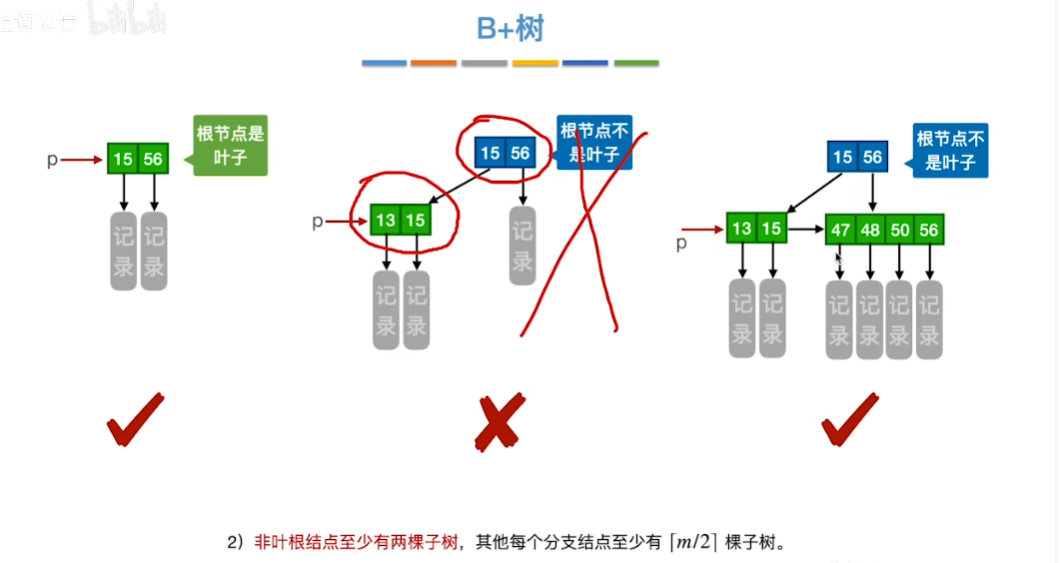 bilibili
B+树
根节点是
叶子
p
15 56
记录 记录
根节点不
是叶子
15 56
p
13 15
记录
记录 记录
根节点不
是叶子
15 56
p
13 15
47 48 50 56
记录 记录
记录 记录 记录 记录
2）非叶根结点至少有两棵子树，其他每个分支结点至少有 ⌈m/2⌉ 棵子树。